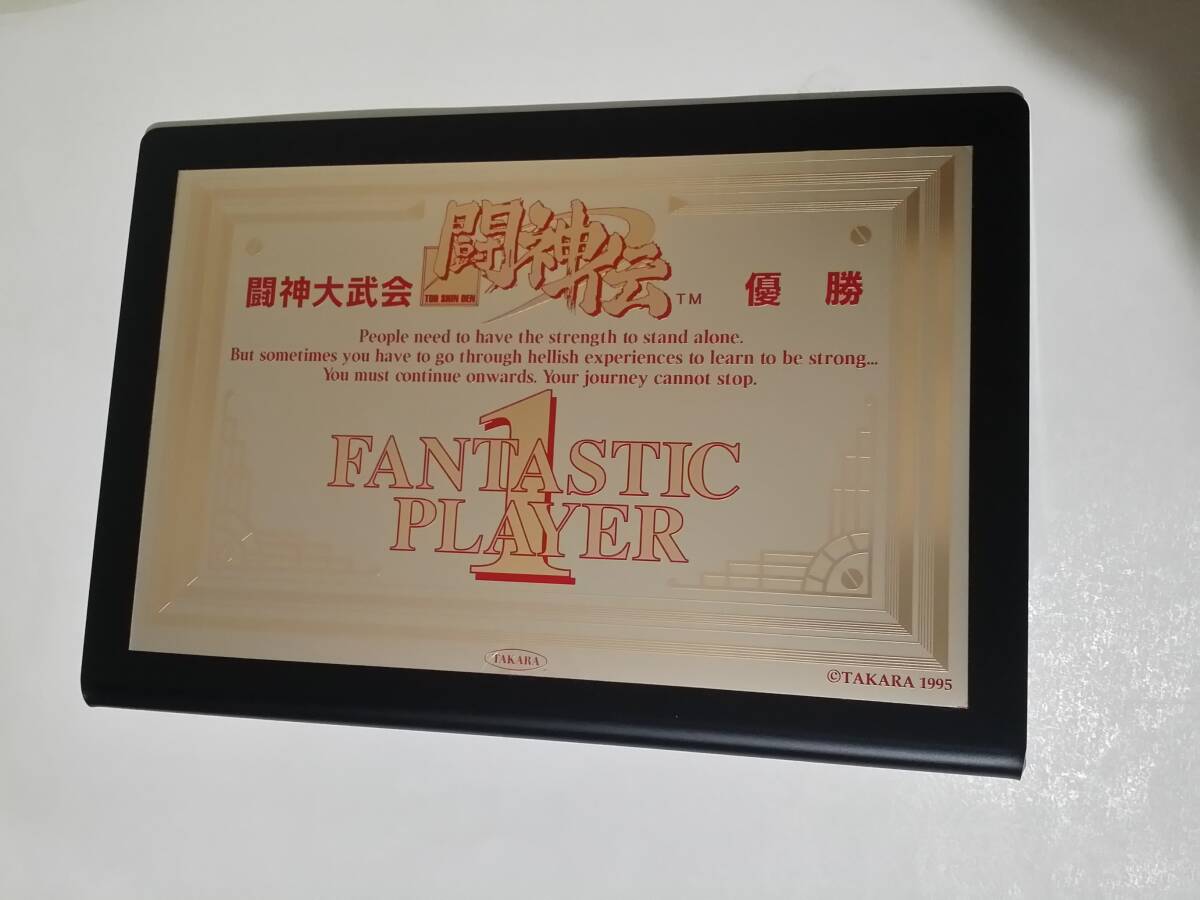 闘神伝
TOH SHIN DEN
TM
闘神大武会 優勝
People need to have the strength to stand alone.
But sometimes you have to go through hellish experiences to learn to be strong...
You must continue onwards. Your journey cannot stop.
1
FANTASTIC
PLAYER
TAKARA
©TAKARA 1995